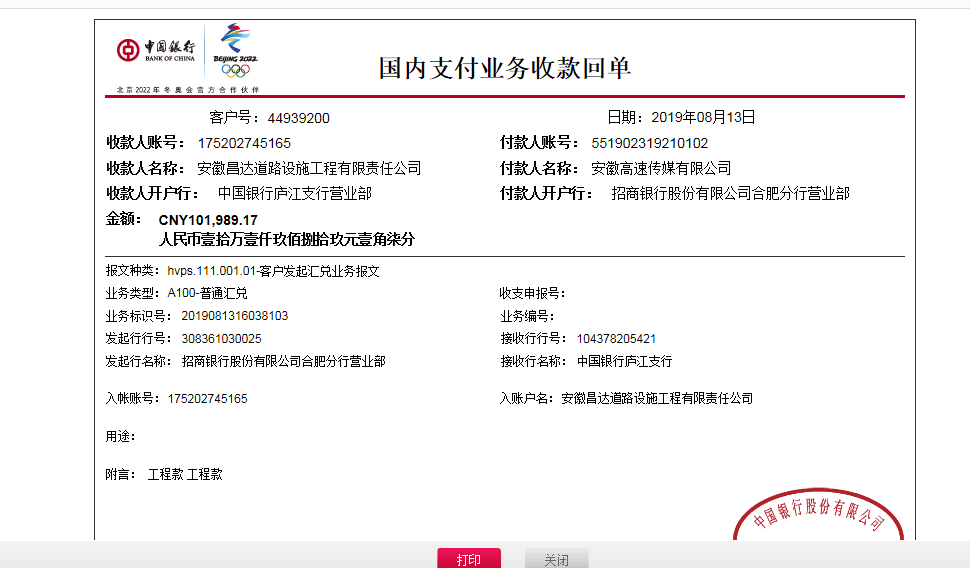 中国银行
BANK OF CHINA
BEIJING 2022
北京2022年冬奥会官方合作伙伴
国内支付业务收款回单
客户号：44939200 日期：2019年08月13日
收款人账号：175202745165 付款人账号：551902319210102
收款人名称：安徽昌达道路设施工程有限责任公司 付款人名称：安徽高速传媒有限公司
收款人开户行：中国银行庐江支行营业部 付款人开户行：招商银行股份有限公司合肥分行营业部
金额：CNY101,989.17
人民币壹拾万壹仟玖佰捌拾玖元壹角柒分
报文种类：hvps.111.001.01-客户发起汇兑业务报文
业务类型：A100-普通汇兑 收支申报号：
业务标识号：2019081316038103 业务编号：
发起行行号：308361030025 接收行行号：104378205421
发起行名称：招商银行股份有限公司合肥分行营业部 接收行名称：中国银行庐江支行
入帐账号：175202745165 入账户名：安徽昌达道路设施工程有限责任公司
用途：
附言：工程款 工程款
中国银行股份有限公司
打印 关闭